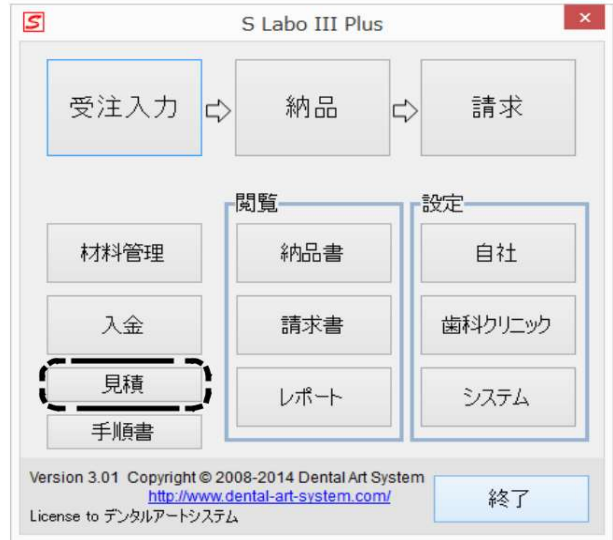 S S Labo III Plus ×
受注入力 ⇨ 納品 ⇨ 請求
閲覧 設定
材料管理 納品書 自社
入金 請求書 歯科クリニック
見積 レポート システム
手順書
Version 3.01 Copyright © 2008-2014 Dental Art System
http://www.dental-art-system.com/
License to デンタルアートシステム
終了